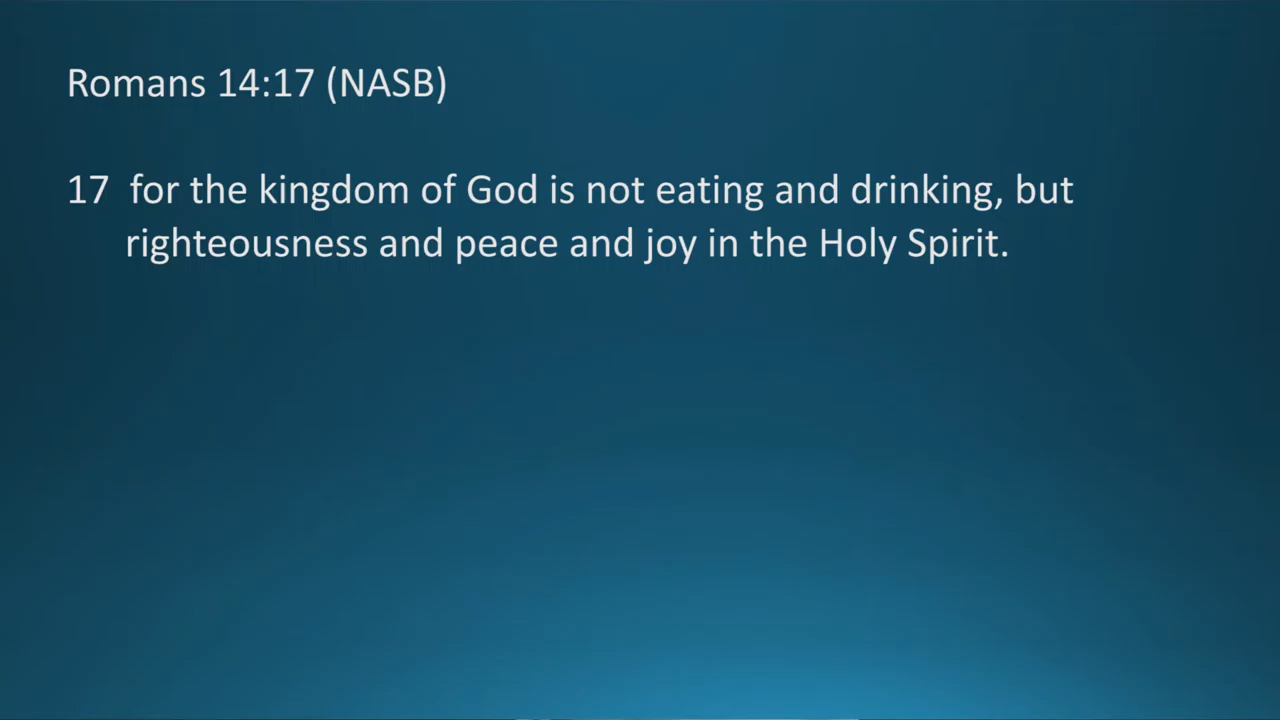 Romans 14:17 (NASB)
17 for the kingdom of God is not eating and drinking, but
righteousness and peace and joy in the Holy Spirit.